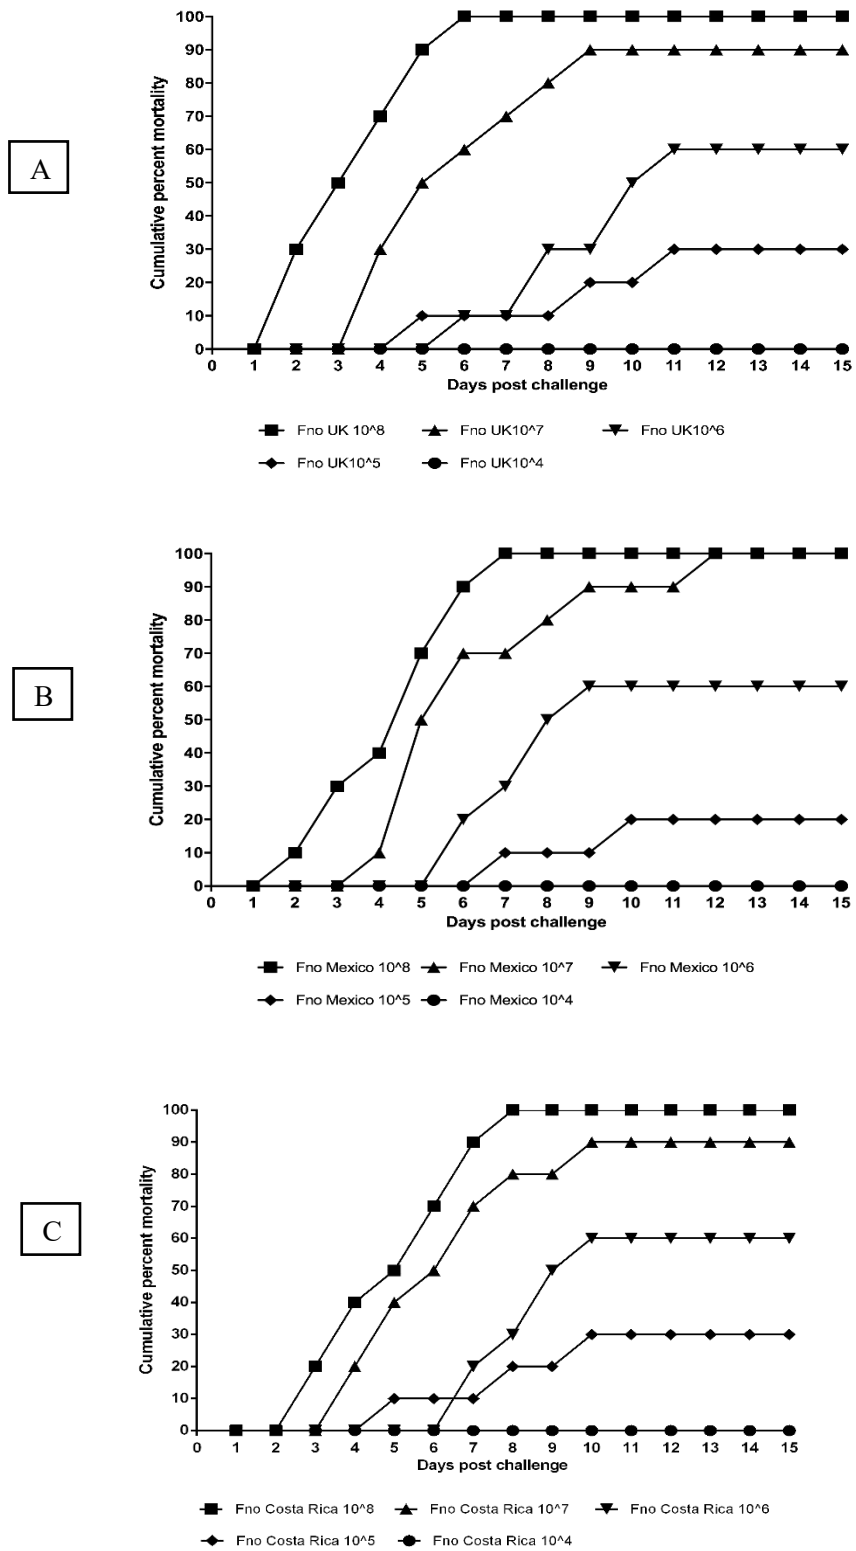 A
Cumulative percent mortality
100
90
80
70
60
50
40
30
20
10
0
0 1 2 3 4 5 6 7 8 9 10 11 12 13 14 15
Days post challenge
Fno UK 10^8 Fno UK10^7 Fno UK10^6
Fno UK10^5 Fno UK10^4
B
Cumulative percent mortality
100
90
80
70
60
50
40
30
20
10
0
0 1 2 3 4 5 6 7 8 9 10 11 12 13 14 15
Days post challenge
Fno Mexico 10^8 Fno Mexico 10^7 Fno Mexico 10^6
Fno Mexico 10^5 Fno Mexico 10^4
C
Cumulative percent mortality
100
90
80
70
60
50
40
30
20
10
0
0 1 2 3 4 5 6 7 8 9 10 11 12 13 14 15
Days post challenge
Fno Costa Rica 10^8 Fno Costa Rica 10^7 Fno Costa Rica 10^6
Fno Costa Rica 10^5 Fno Costa Rica 10^4